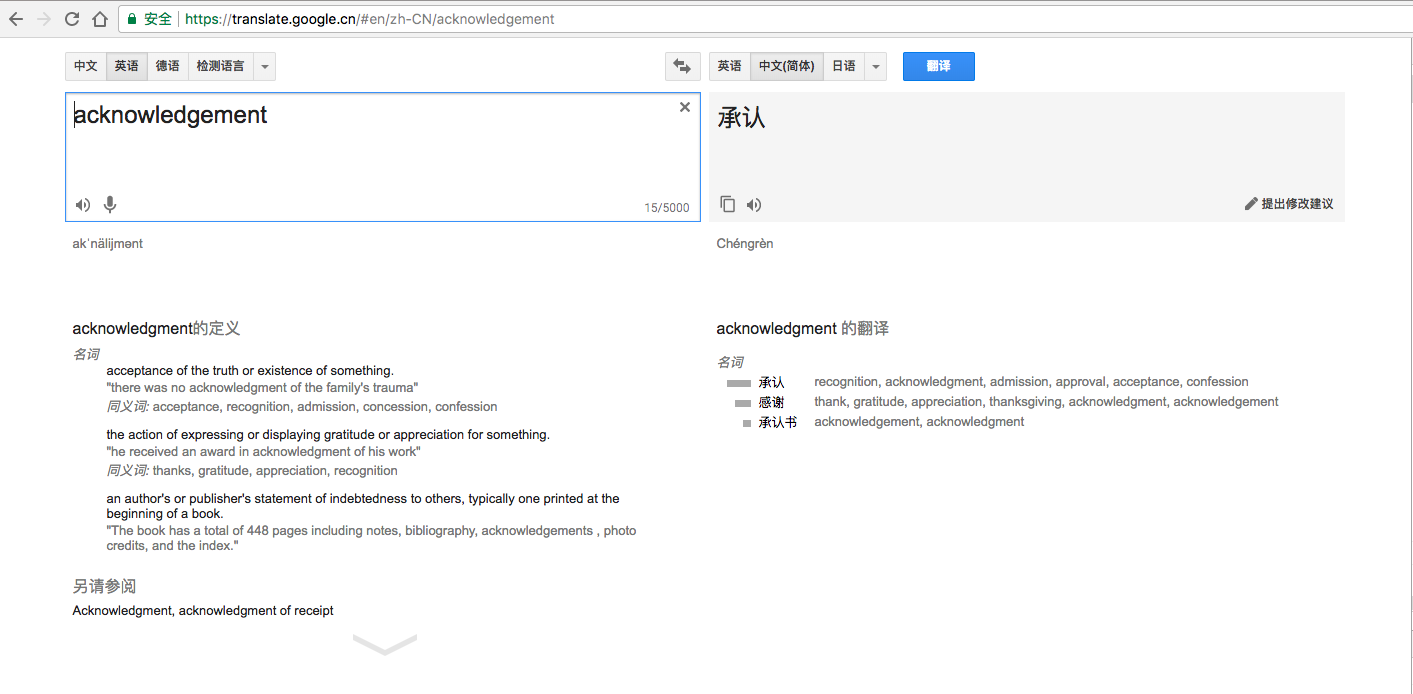 安全 https://translate.google.cn/#en/zh-CN/acknowledgement
中文 英语 德语 检测语言 英语 中文(简体) 日语 翻译
acknowledgement
15/5000
承认
提出修改建议
ak ˈnälijmənt
Chéngrèn
acknowledgment的定义
名词
acceptance of the truth or existence of something.
"there was no acknowledgment of the family's trauma"
同义词: acceptance, recognition, admission, concession, confession
the action of expressing or displaying gratitude or appreciation for something.
"he received an award in acknowledgment of his work"
同义词: thanks, gratitude, appreciation, recognition
an author's or publisher's statement of indebtedness to others, typically one printed at the
beginning of a book.
"The book has a total of 448 pages including notes, bibliography, acknowledgements , photo
credits, and the index."
另请参阅
Acknowledgment, acknowledgment of receipt
acknowledgment 的翻译
名词
承认 recognition, acknowledgment, admission, approval, acceptance, confession
感谢 thank, gratitude, appreciation, thanksgiving, acknowledgment, acknowledgement
承认书 acknowledgement, acknowledgment